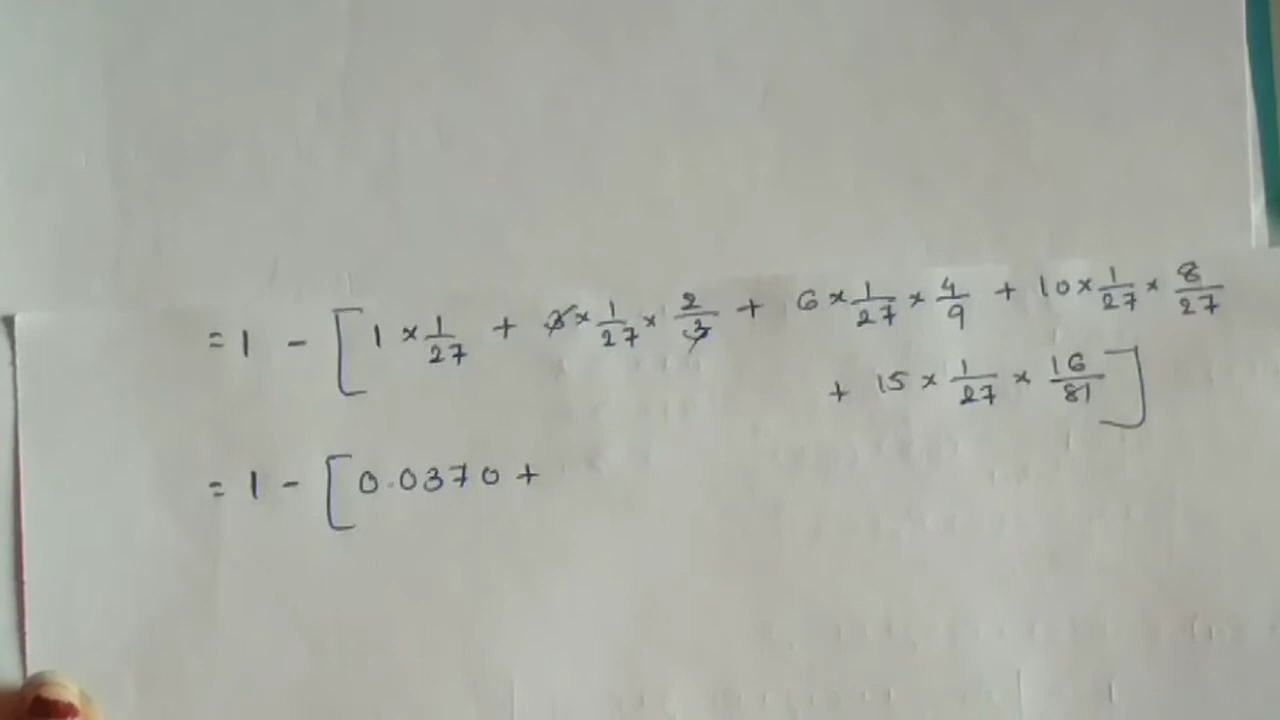 = 1 - [ 1 × 1/27 + 3 × 1/27 × 2/3 + 6 × 1/27 × 4/9 + 10 × 1/27 × 8/27
+ 15 × 1/27 × 16/81 ]
= 1 - [ 0.0370 +